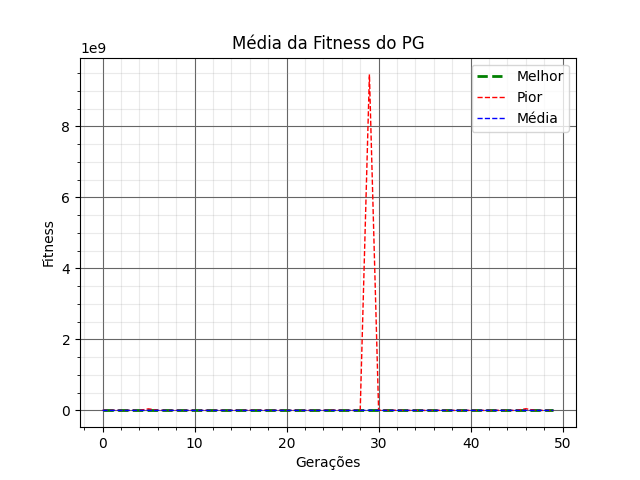 Média da Fitness do PG
1e9
Melhor
Pior
Média
8
6
4
2
0
Fitness
0 10 20 30 40 50
Gerações